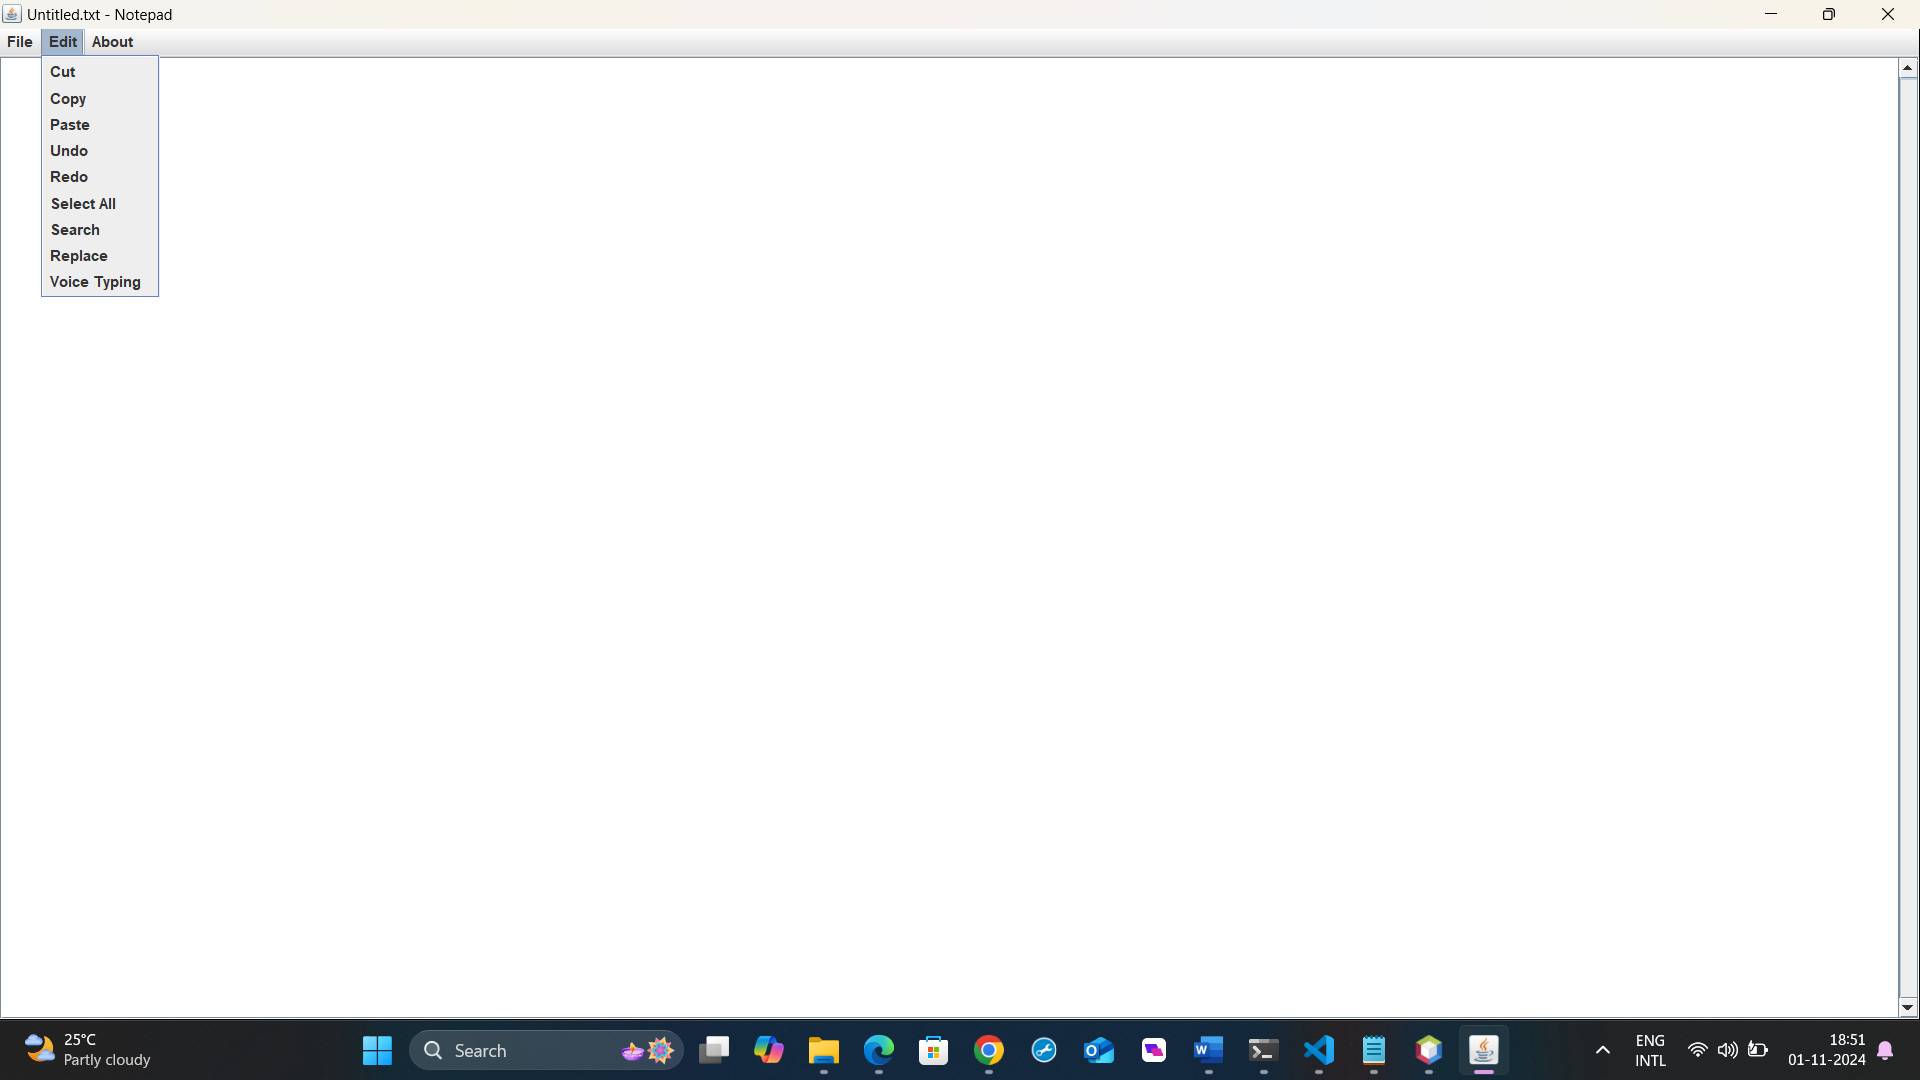 Untitled.txt - Notepad
File Edit About
Cut
Copy
Paste
Undo
Redo
Select All
Search
Replace
Voice Typing
25°C
Partly cloudy
Search
ENG
INTL
18:51
01-11-2024